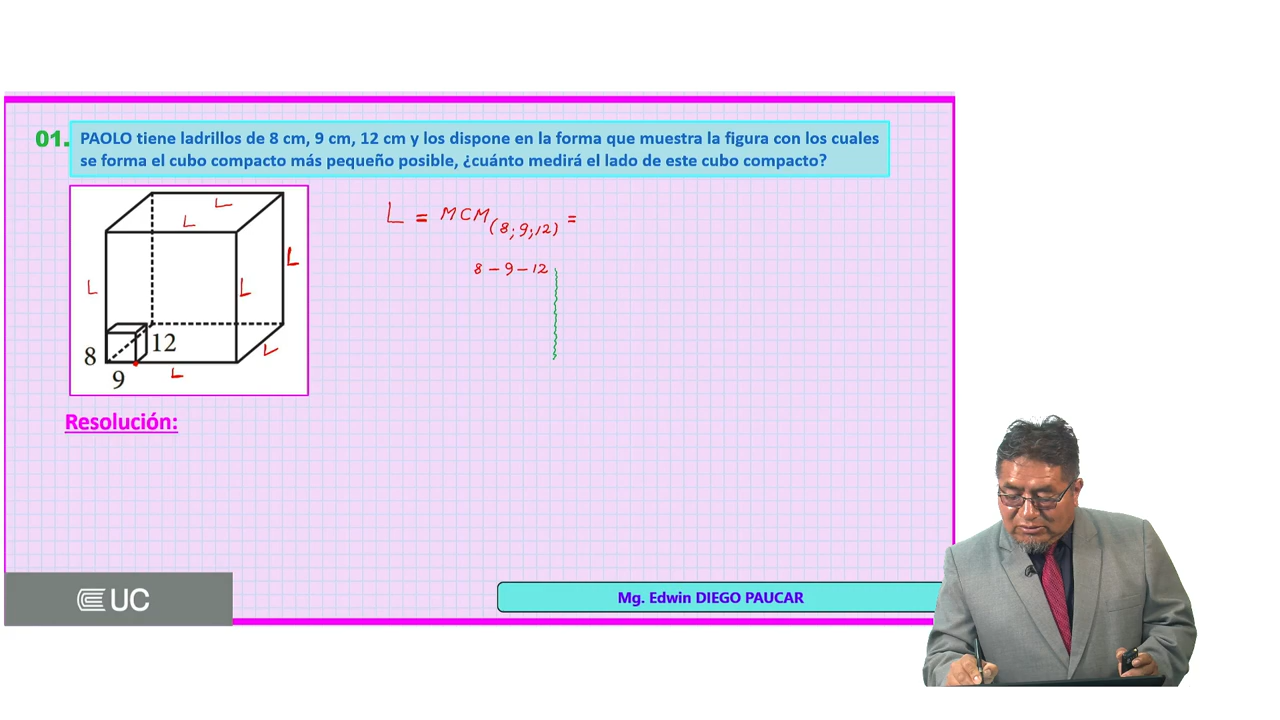 01. PAOLO tiene ladrillos de 8 cm, 9 cm, 12 cm y los dispone en la forma que muestra la figura con los cuales
se forma el cubo compacto más pequeño posible, ¿cuánto medirá el lado de este cubo compacto?
L
L
L
L
L
L
L
8
9
12
L = MCM(8;9;12) =
8 - 9 - 12
Resolución:
UC
Mg. Edwin DIEGO PAUCAR